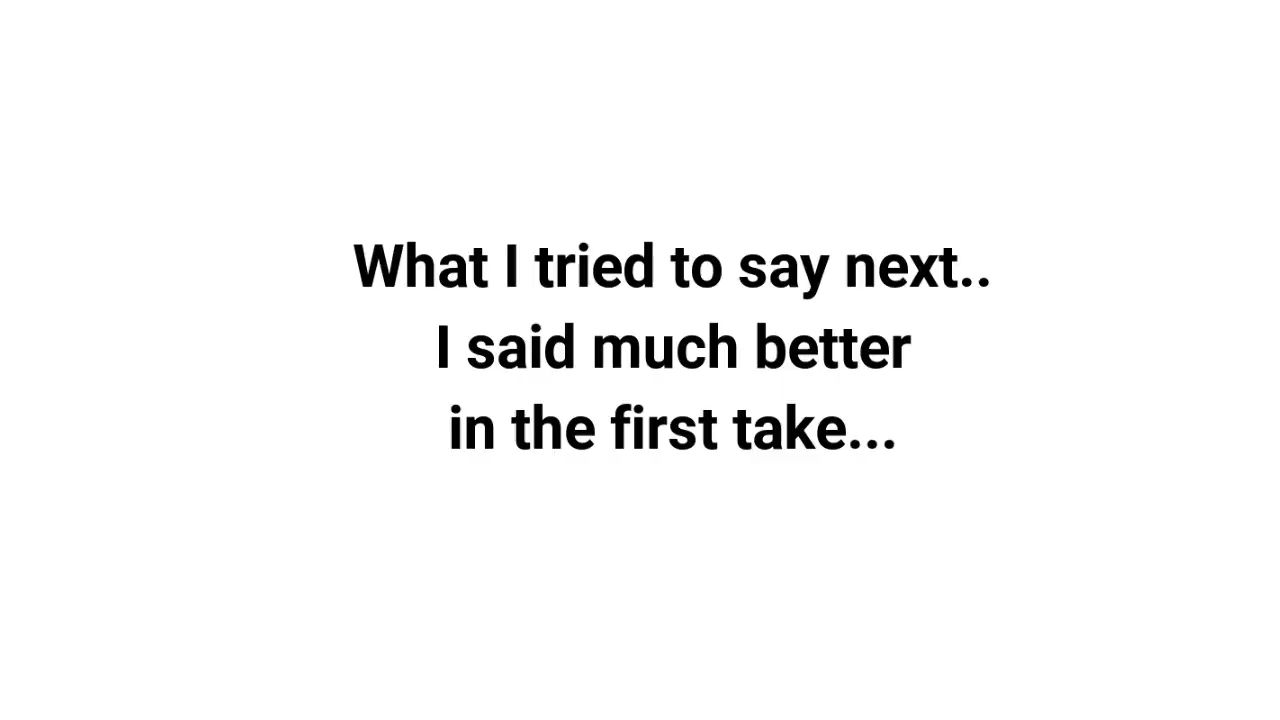 What I tried to say next..
I said much better
in the first take...